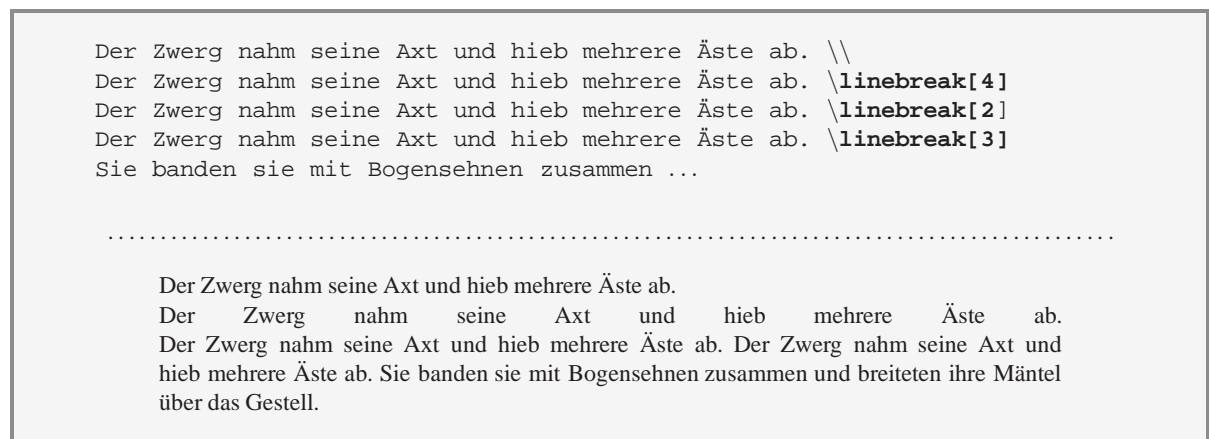 Der Zwerg nahm seine Axt und hieb mehrere Äste ab. \\
Der Zwerg nahm seine Axt und hieb mehrere Äste ab. \linebreak[4]
Der Zwerg nahm seine Axt und hieb mehrere Äste ab. \linebreak[2]
Der Zwerg nahm seine Axt und hieb mehrere Äste ab. \linebreak[3]
Sie banden sie mit Bogensehnen zusammen ...
Der Zwerg nahm seine Axt und hieb mehrere Äste ab.
Der Zwerg nahm seine Axt und hieb mehrere Äste ab.
Der Zwerg nahm seine Axt und hieb mehrere Äste ab. Der Zwerg nahm seine Axt und
hieb mehrere Äste ab. Sie banden sie mit Bogensehnen zusammen und breiteten ihre Mäntel
über das Gestell.